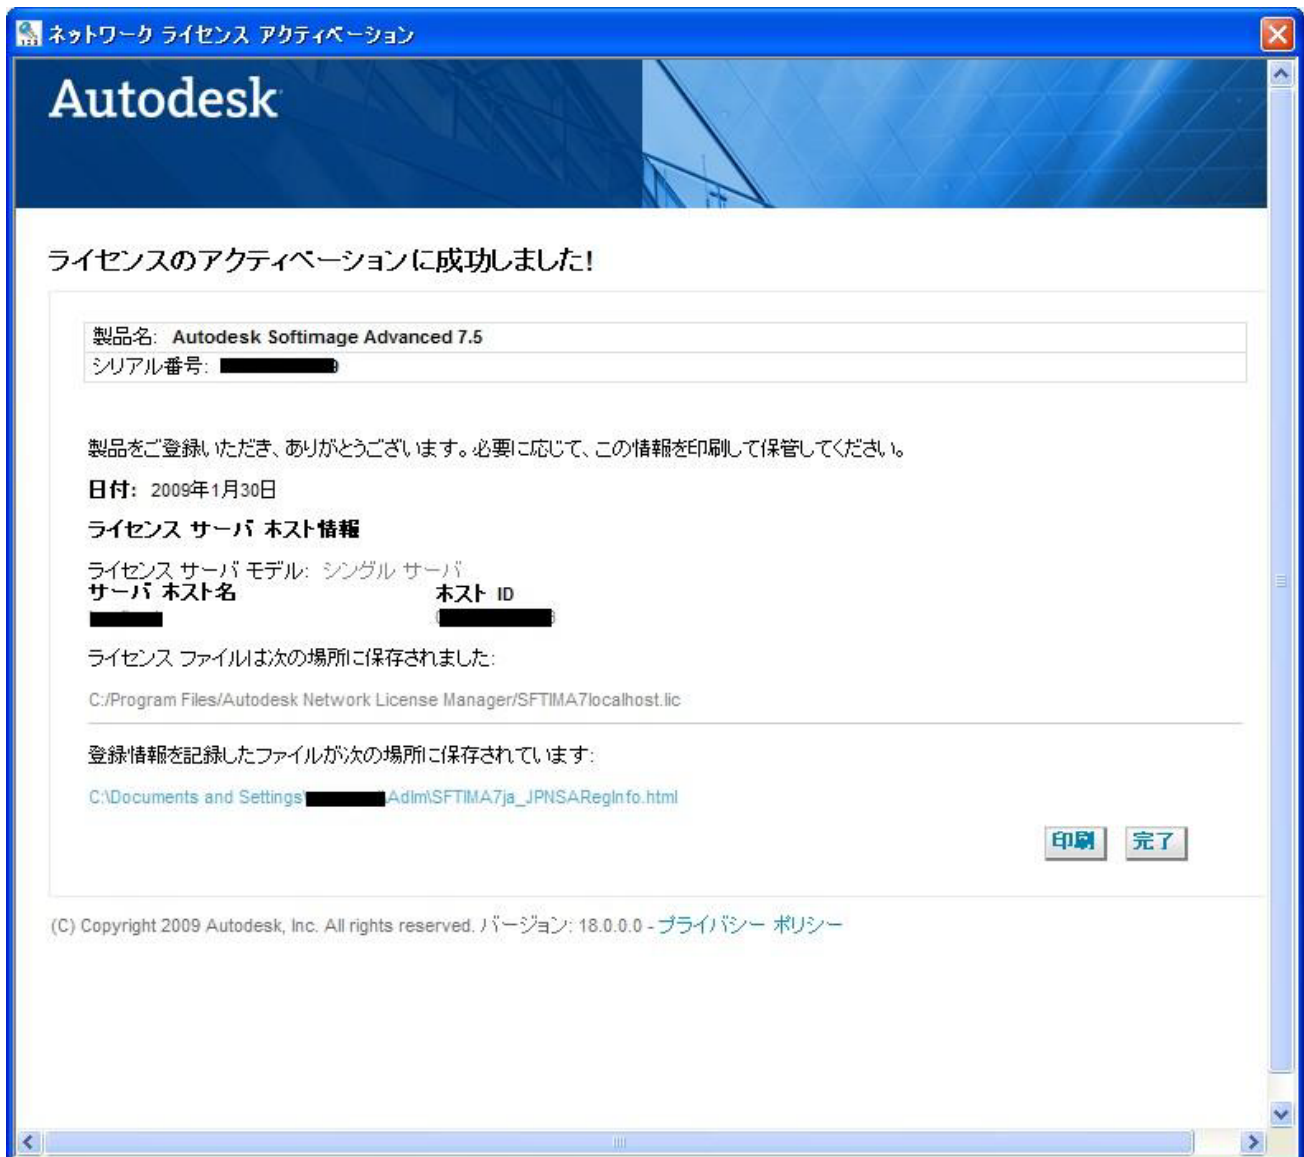 ネットワーク ライセンス アクティベーション
Autodesk
ライセンスのアクティベーションに成功しました!
製品名: Autodesk Softimage Advanced 7.5
シリアル番号:
製品をご登録いただき、ありがとうございます。必要に応じて、この情報を印刷して保管してください。
日付: 2009年1月30日
ライセンス サーバ ホスト情報
ライセンス サーバ モデル: シングル サーバ
サーバ ホスト名 ホスト ID
ライセンス ファイルは次の場所に保存されました:
C:/Program Files/Autodesk Network License Manager/SFTIMA7localhost.lic
登録情報を記録したファイルが次の場所に保存されています:
C:\Documents and Settings\ \Adlm\SFTIMA7ja_JPNSARegInfo.html
印刷 完了
(C) Copyright 2009 Autodesk, Inc. All rights reserved. バージョン: 18.0.0.0 - プライバシー ポリシー